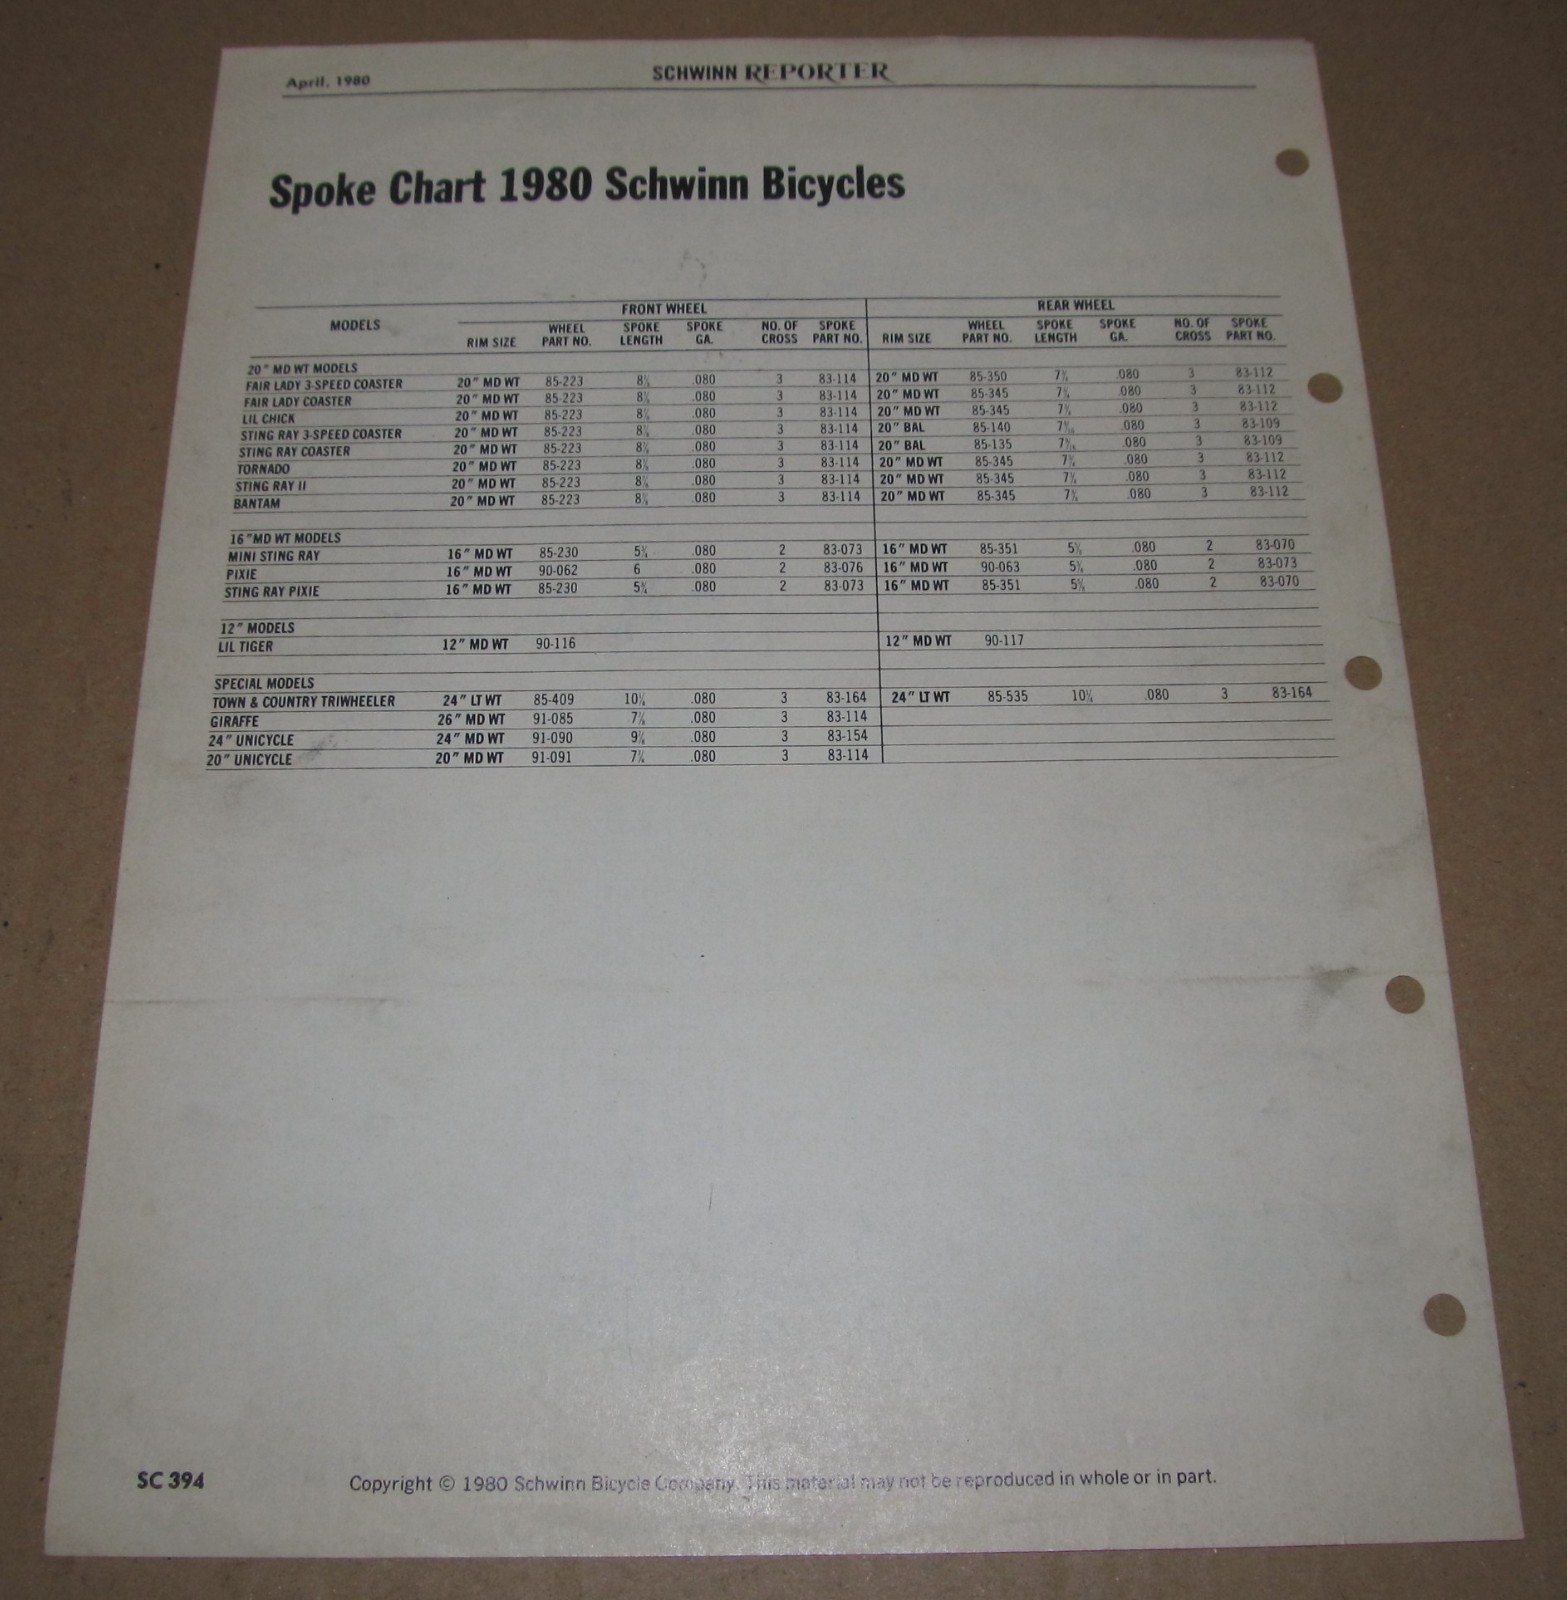 April, 1980
SCHWINN REPORTER
Spoke Chart 1980 Schwinn Bicycles
FRONT WHEEL REAR WHEEL
MODELS RIM SIZE WHEEL PART NO. SPOKE LENGTH SPOKE GA. NO. OF CROSS SPOKE PART NO. RIM SIZE WHEEL PART NO. SPOKE LENGTH SPOKE GA. NO. OF CROSS SPOKE PART NO.
20" MD WT MODELS
FAIR LADY 3-SPEED COASTER 20" MD WT 85-223 .080 3 83-114 20" MD WT 85-350 .080 3 83-112
FAIR LADY COASTER 20" MD WT 85-223 .080 3 83-114 20" MD WT 85-345 .080 3 83-112
LIL CHICK 20" MD WT 85-223 .080 3 83-114 20" MD WT 85-345 .080 3 83-112
STING RAY 3-SPEED COASTER 20" MD WT 85-223 .080 3 83-114 20" BAL 85-140 .080 3 83-109
STING RAY COASTER 20" MD WT 85-223 .080 3 83-114 20" BAL 85-135 .080 3 83-109
TORNADO 20" MD WT 85-223 .080 3 83-114 20" MD WT 85-345 .080 3 83-112
STING RAY II 20" MD WT 85-223 .080 3 83-114 20" MD WT 85-345 .080 3 83-112
BANTAM 20" MD WT 85-223 .080 3 83-114 20" MD WT 85-345 .080 3 83-112
16" MD WT MODELS
MINI STING RAY 16" MD WT 85-230 .080 2 83-073 16" MD WT 85-351 .080 2 83-070
PIXIE 16" MD WT 90-062 6 .080 2 83-076 16" MD WT 90-063 .080 2 83-073
STING RAY PIXIE 16" MD WT 85-230 .080 2 83-073 16" MD WT 85-351 .080 2 83-070
12" MODELS
LIL TIGER 12" MD WT 90-116 12" MD WT 90-117
SPECIAL MODELS
TOWN & COUNTRY TRIWHEELER 24" LT WT 85-409 .080 3 83-164 24" LT WT 85-535 .080 3 83-164
GIRAFFE 26" MD WT 91-085 .080 3 83-114
24" UNICYCLE 24" MD WT 91-090 .080 3 83-154
20" UNICYCLE 20" MD WT 91-091 .080 3 83-114
SC 394
Copyright © 1980 Schwinn Bicycle Company. This material may not be reproduced in whole or in part.